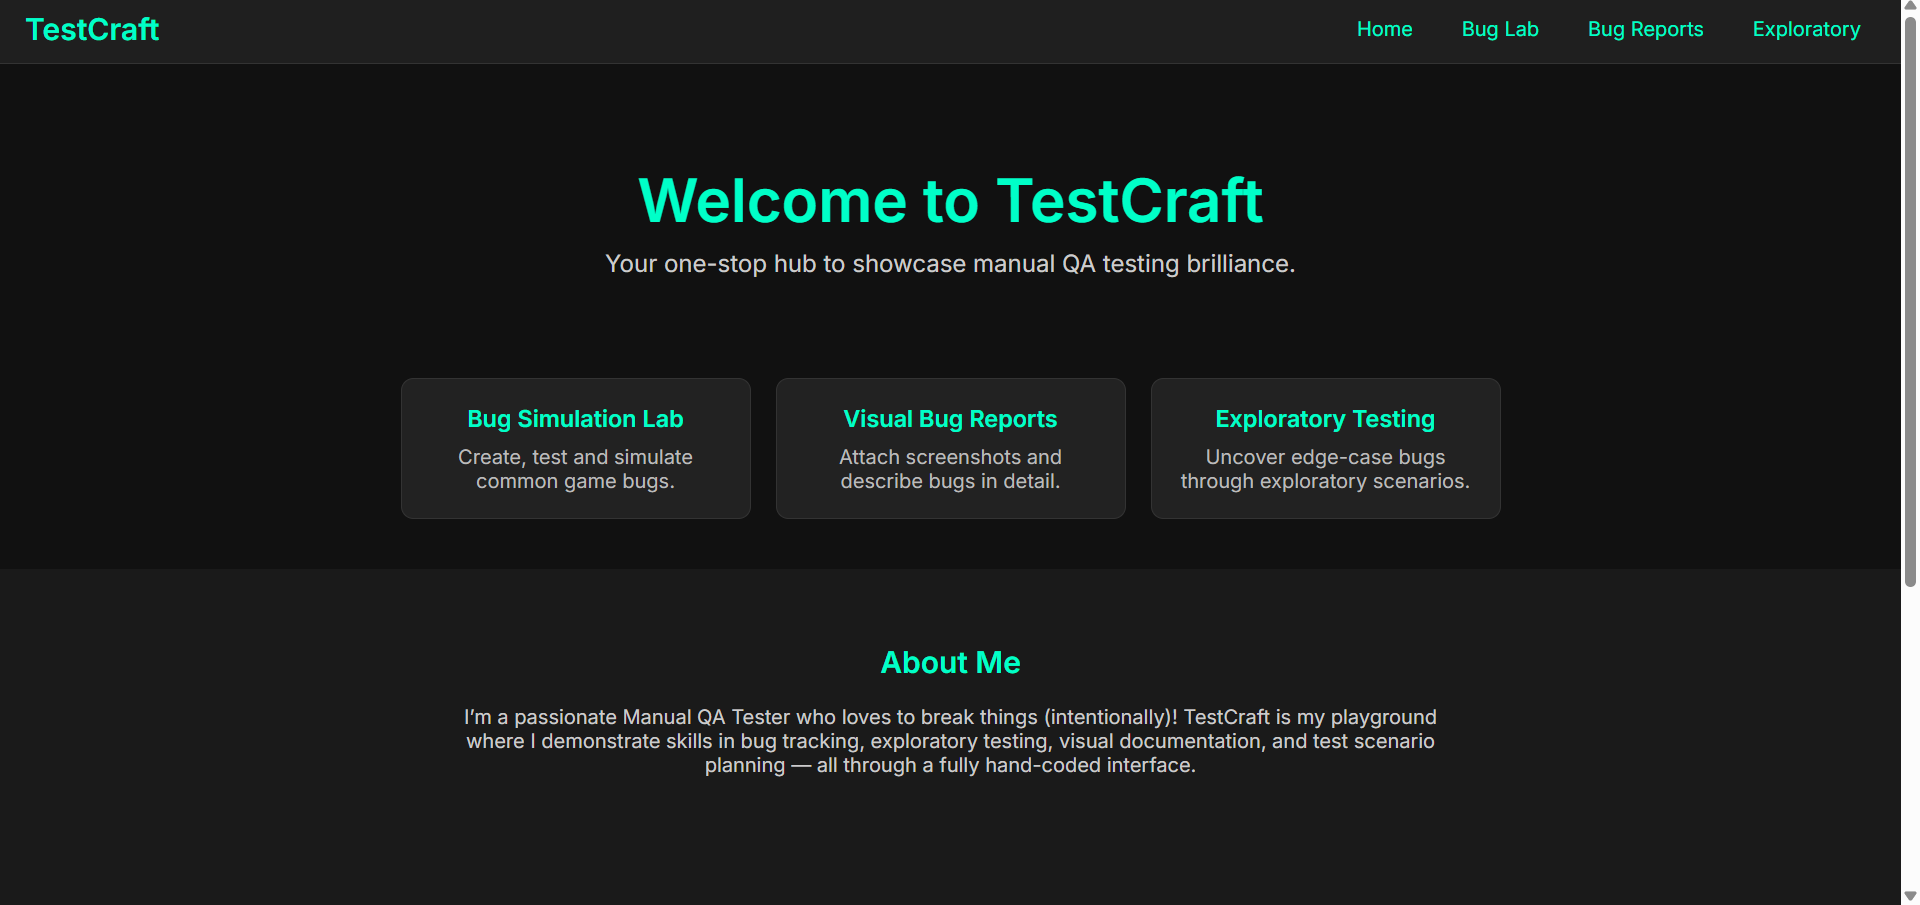 TestCraft
Home
Bug Lab
Bug Reports
Exploratory
Welcome to TestCraft
Your one-stop hub to showcase manual QA testing brilliance.
Bug Simulation Lab
Create, test and simulate
common game bugs.
Visual Bug Reports
Attach screenshots and
describe bugs in detail.
Exploratory Testing
Uncover edge-case bugs
through exploratory scenarios.
About Me
I’m a passionate Manual QA Tester who loves to break things (intentionally)! TestCraft is my playground
where I demonstrate skills in bug tracking, exploratory testing, visual documentation, and test scenario
planning — all through a fully hand-coded interface.